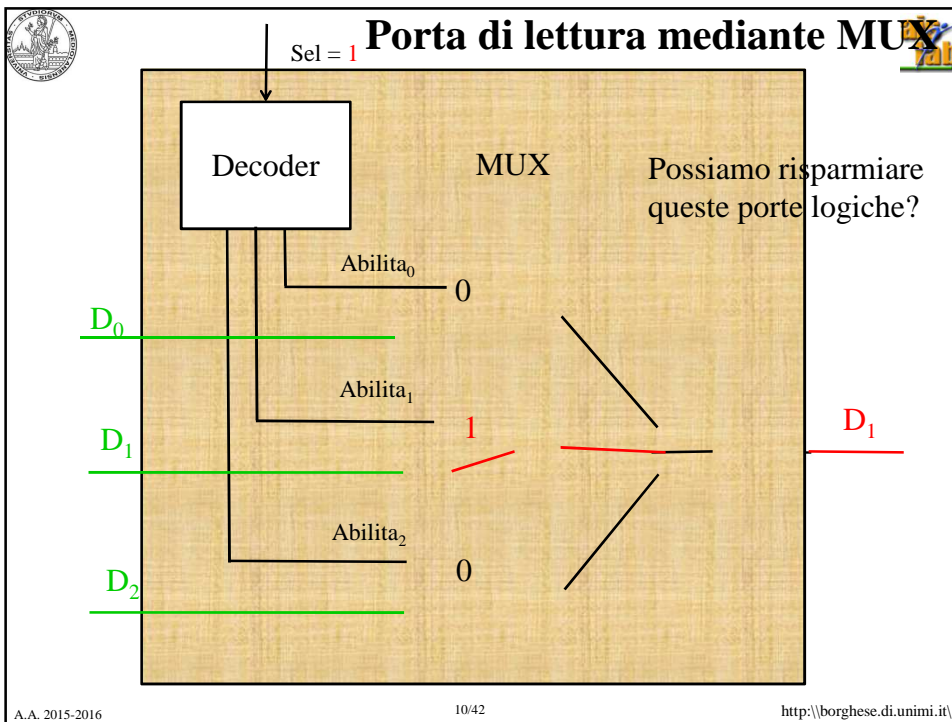 Porta di lettura mediante MUX
Sel = 1
Decoder
MUX
Possiamo risparmiare
queste porte logiche?
Abilita₀
0
D₀
Abilita₁
1
D₁
D₁
Abilita₂
0
D₂
A.A. 2015-2016
10/42
http:\\borghese.di.unimi.it\